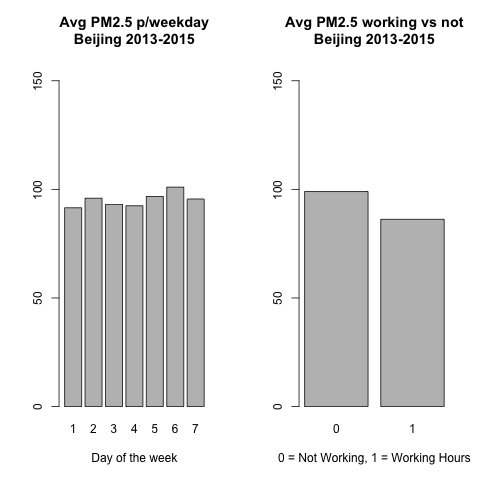 Avg PM2.5 p/weekday
Beijing 2013-2015
150
100
50
0
1 2 3 4 5 6 7
Day of the week
Avg PM2.5 working vs not
Beijing 2013-2015
150
100
50
0
0 1
0 = Not Working, 1 = Working Hours